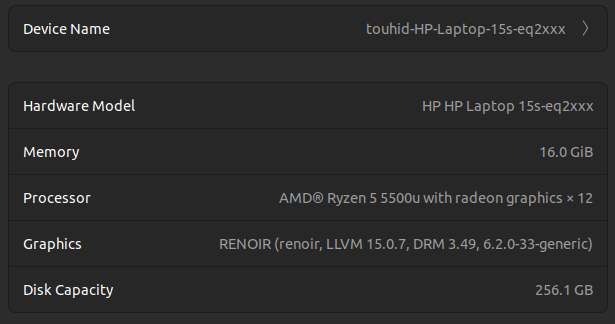 Device Name touhid-HP-Laptop-15s-eq2xxx
Hardware Model HP HP Laptop 15s-eq2xxx
Memory 16.0 GiB
Processor AMD® Ryzen 5 5500u with radeon graphics × 12
Graphics RENOIR (renoir, LLVM 15.0.7, DRM 3.49, 6.2.0-33-generic)
Disk Capacity 256.1 GB